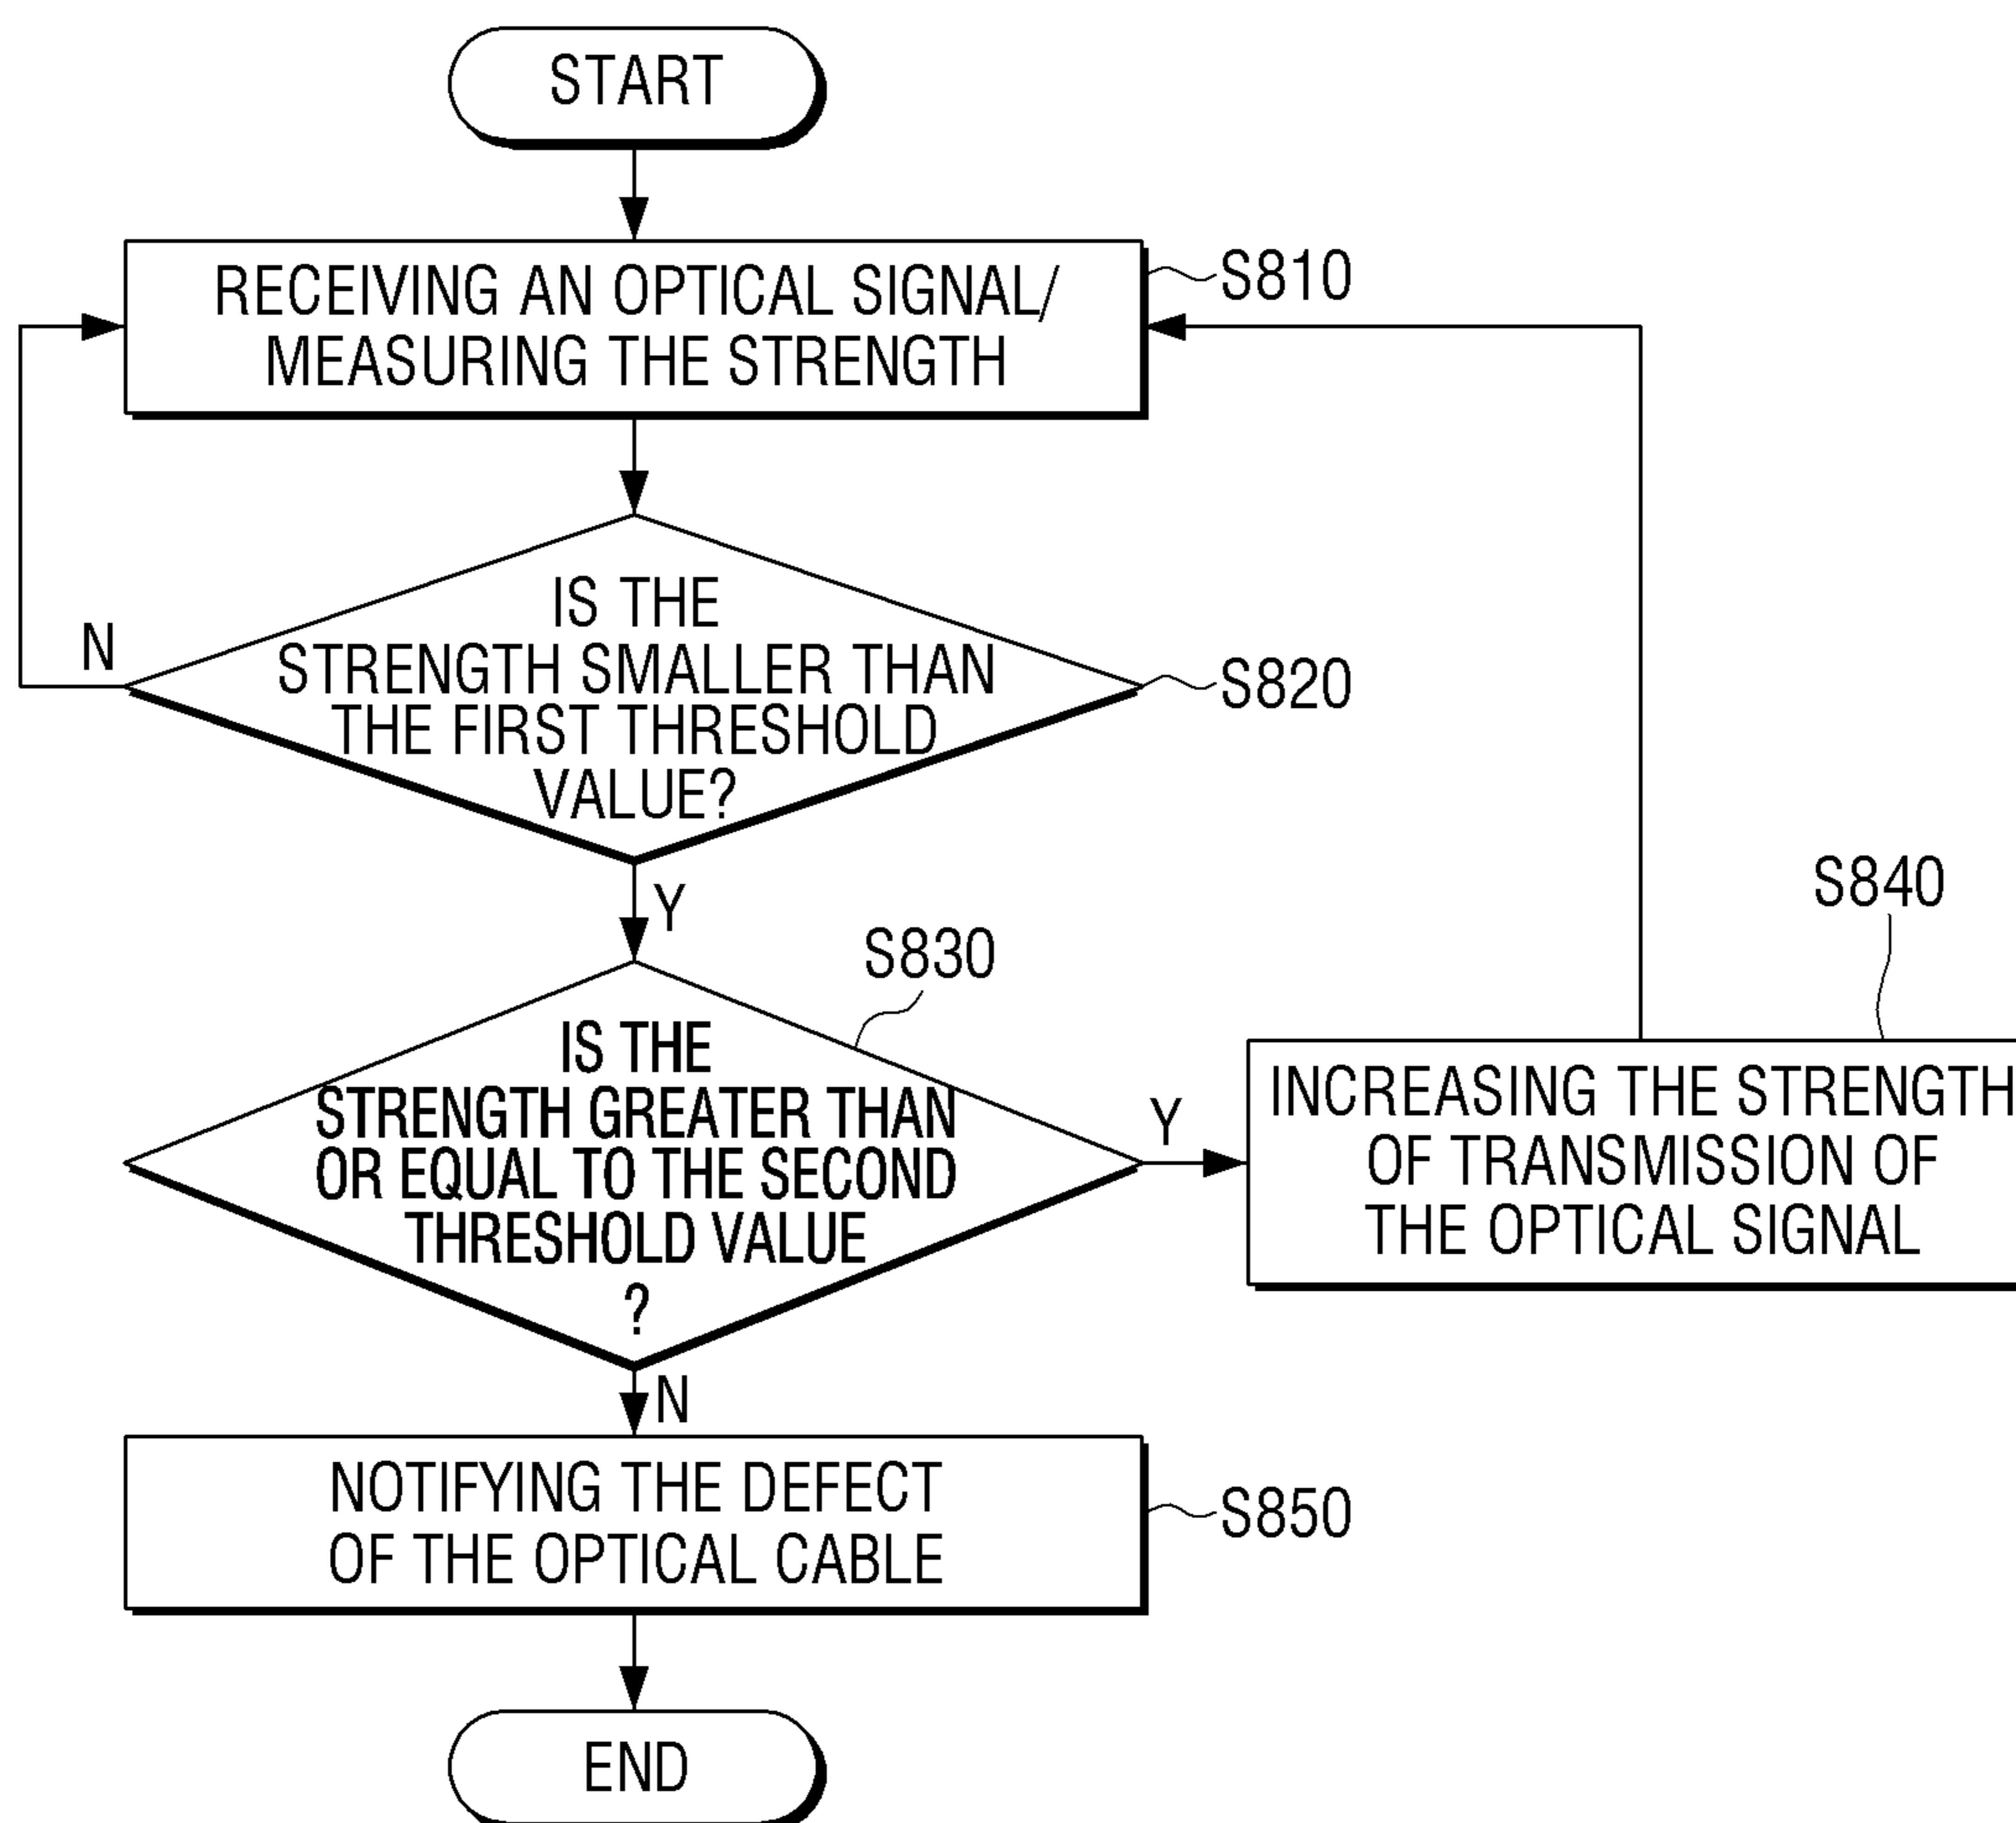 START
RECEIVING AN OPTICAL SIGNAL/
MEASURING THE STRENGTH
S810
IS THE
STRENGTH SMALLER THAN
THE FIRST THRESHOLD
VALUE?
S820
N
Y
S830
IS THE
STRENGTH GREATER THAN
OR EQUAL TO THE SECOND
THRESHOLD VALUE
?
Y
S840
INCREASING THE STRENGTH
OF TRANSMISSION OF
THE OPTICAL SIGNAL
N
NOTIFYING THE DEFECT
OF THE OPTICAL CABLE
S850
END